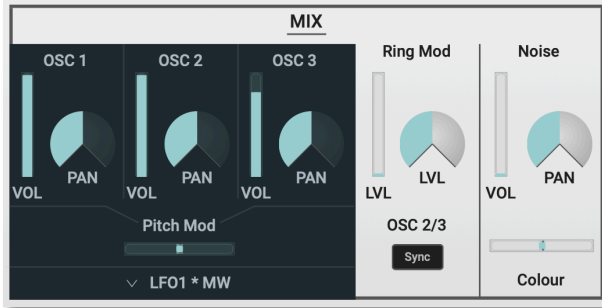 MIX
OSC 1
OSC 2
OSC 3
Ring Mod
Noise
PAN
PAN
PAN
LVL
PAN
VOL
VOL
VOL
LVL
VOL
Pitch Mod
OSC 2/3
Sync
LFO1 * MW
Colour